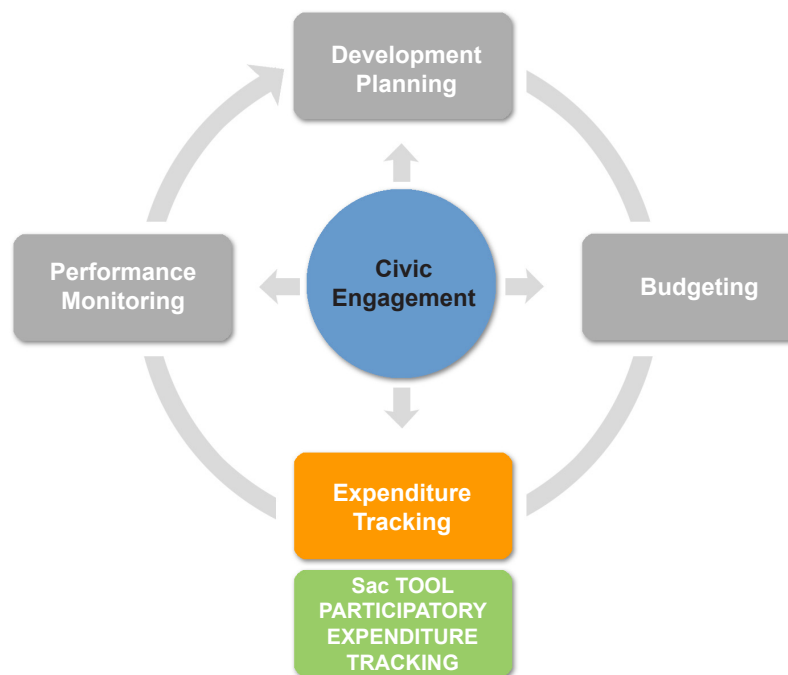 Development
Planning
Performance
Monitoring
Civic
Engagement
Budgeting
Expenditure
Tracking
Sac TOOL
PARTICIPATORY
EXPENDITURE
TRACKING